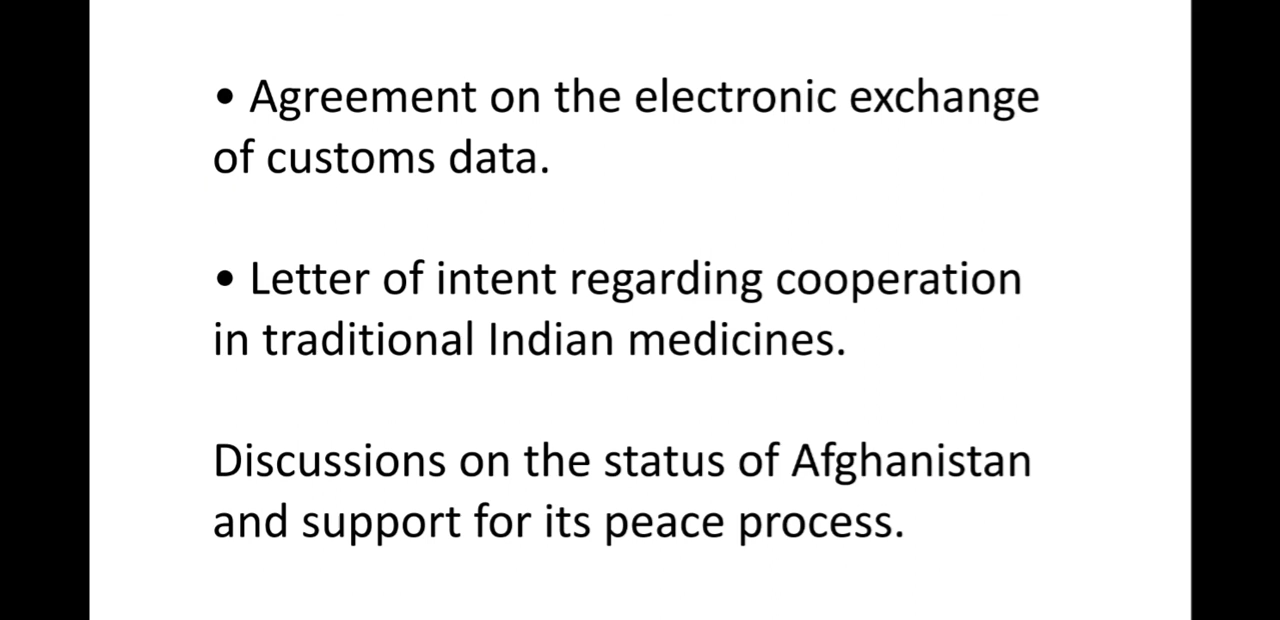 • Agreement on the electronic exchange
of customs data.
• Letter of intent regarding cooperation
in traditional Indian medicines.
Discussions on the status of Afghanistan
and support for its peace process.